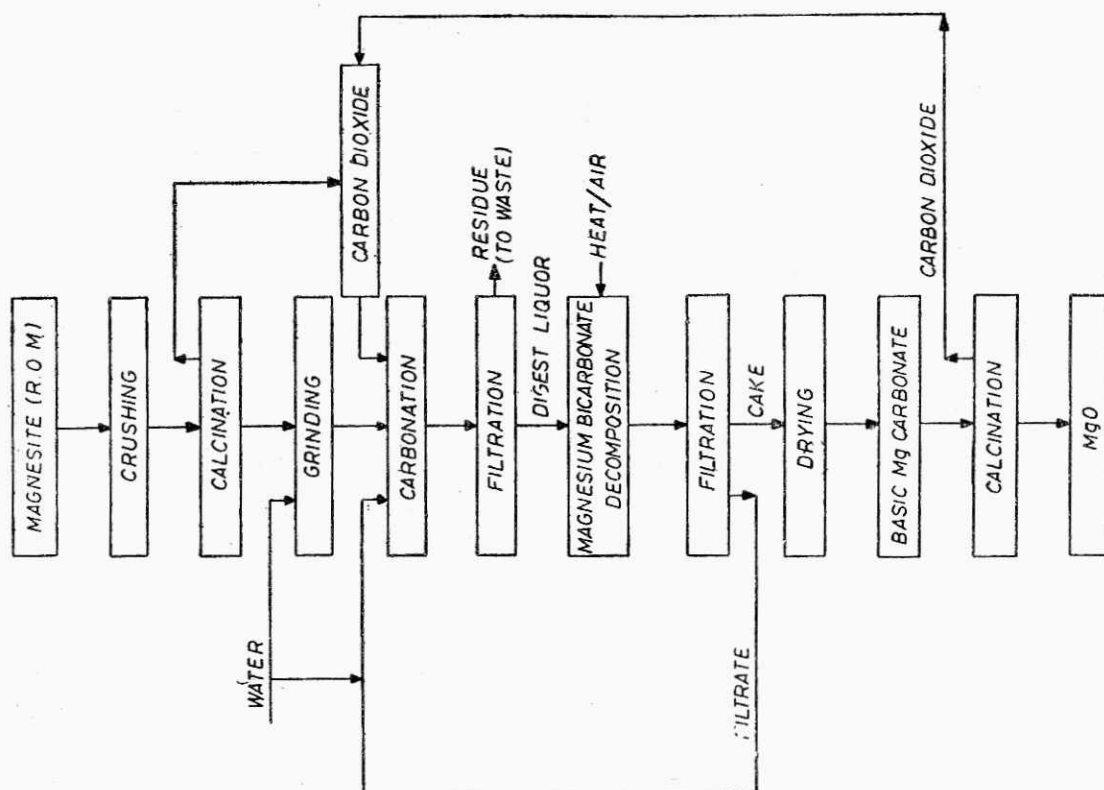 MAGNESITE (R.O M)
CRUSHING
CALCINATION
GRINDING
CARBONATION
FILTRATION
MAGNESIUM BICARBONATE
DECOMPOSITION
FILTRATION
DRYING
BASIC Mg CARBONATE
CALCINATION
MgO
CARBON DIOXIDE
RESIDUE
(TO WASTE)
DIGEST LIQUOR
HEAT/AIR
CAKE
CARBON DIOXIDE
WATER
FILTRATE